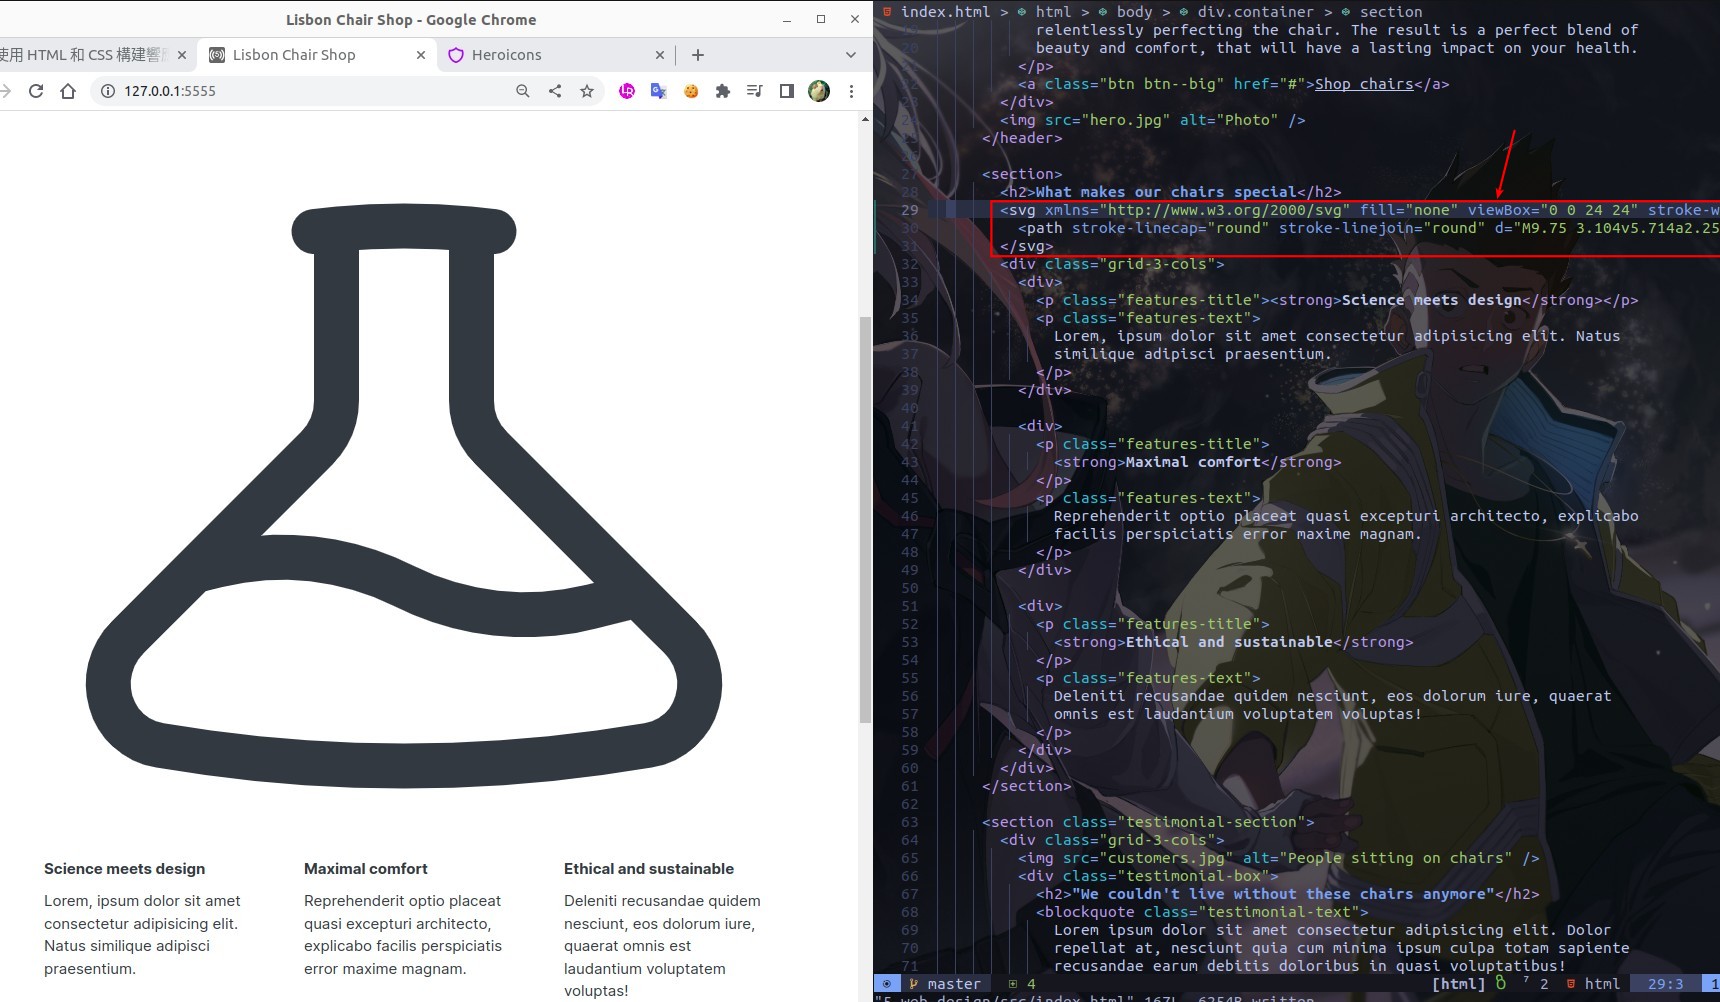 Lisbon Chair Shop - Google Chrome
使用 HTML 和 CSS 構建響應
Lisbon Chair Shop
Heroicons
127.0.0.1:5555
Science meets design
Lorem, ipsum dolor sit amet
consectetur adipisicing elit.
Natus similique adipisci
praesentium.
Maximal comfort
Reprehenderit optio placeat
quasi excepturi architecto,
explicabo facilis perspiciatis
error maxime magnam.
Ethical and sustainable
Deleniti recusandae quidem
nesciunt, eos dolorum iure,
quaerat omnis est
laudantium voluptatem
voluptas!
index.html > html > body > div.container > section
relentlessly perfecting the chair. The result is a perfect blend of
20 beauty and comfort, that will have a lasting impact on your health.
</p>
<a class="btn btn--big" href="#">Shop chairs</a>
</div>
<img src="hero.jpg" alt="Photo" />
</header>
27 <section>
28 <h2>What makes our chairs special</h2>
29 <svg xmlns="http://www.w3.org/2000/svg" fill="none" viewBox="0 0 24 24" stroke-w
30 <path stroke-linecap="round" stroke-linejoin="round" d="M9.75 3.104v5.714a2.25
31 </svg>
32 <div class="grid-3-cols">
33 <div>
34 <p class="features-title"><strong>Science meets design</strong></p>
35 <p class="features-text">
36 Lorem, ipsum dolor sit amet consectetur adipisicing elit. Natus
37 similique adipisci praesentium.
38 </p>
39 </div>
40
41 <div>
42 <p class="features-title">
43 <strong>Maximal comfort</strong>
44 </p>
45 <p class="features-text">
46 Reprehenderit optio placeat quasi excepturi architecto, explicabo
47 facilis perspiciatis error maxime magnam.
48 </p>
49 </div>
50
51 <div>
52 <p class="features-title">
53 <strong>Ethical and sustainable</strong>
54 </p>
55 <p class="features-text">
56 Deleniti recusandae quidem nesciunt, eos dolorum iure, quaerat
57 omnis est laudantium voluptatem voluptas!
58 </p>
59 </div>
60 </div>
61 </section>
62
63 <section class="testimonial-section">
64 <div class="grid-3-cols">
65 <img src="customers.jpg" alt="People sitting on chairs" />
66 <div class="testimonial-box">
67 <h2>"We couldn't live without these chairs anymore"</h2>
68 <blockquote class="testimonial-text">
69 Lorem ipsum dolor sit amet consectetur adipisicing elit. Dolor
70 repellat at, nesciunt quia cum minima ipsum culpa totam sapiente
71 recusandae earum debitis doloribus in quasi voluptatibus!
master 4 [html] 7 2 html 29:3 1
"5-web-design/src/index.html" 167L, 6254B written